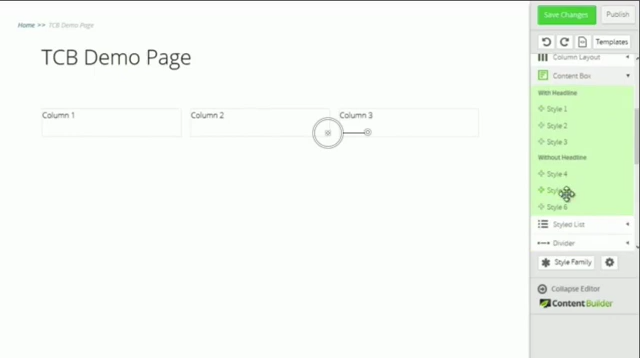 Save Changes
Publish
Home >> TCB Demo Page
Templates
TCB Demo Page
Column Layout
Content Box
With Headline
Style 1
Column 1
Column 2
Column 3
Style 2
Style 3
Without Headline
Style 4
Style 6
Styled List
Divider
Style Family
Collapse Editor
Content Builder